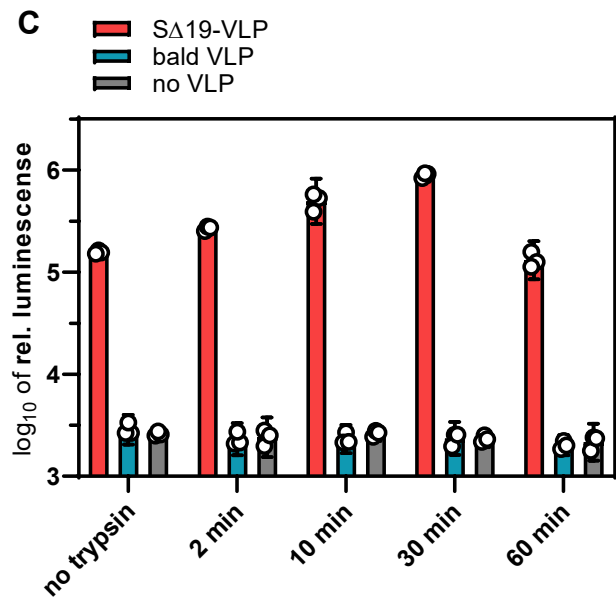 C
SΔ19-VLP
bald VLP
no VLP
log10 of rel. luminescense
6
5
4
3
no trypsin
2 min
10 min
30 min
60 min